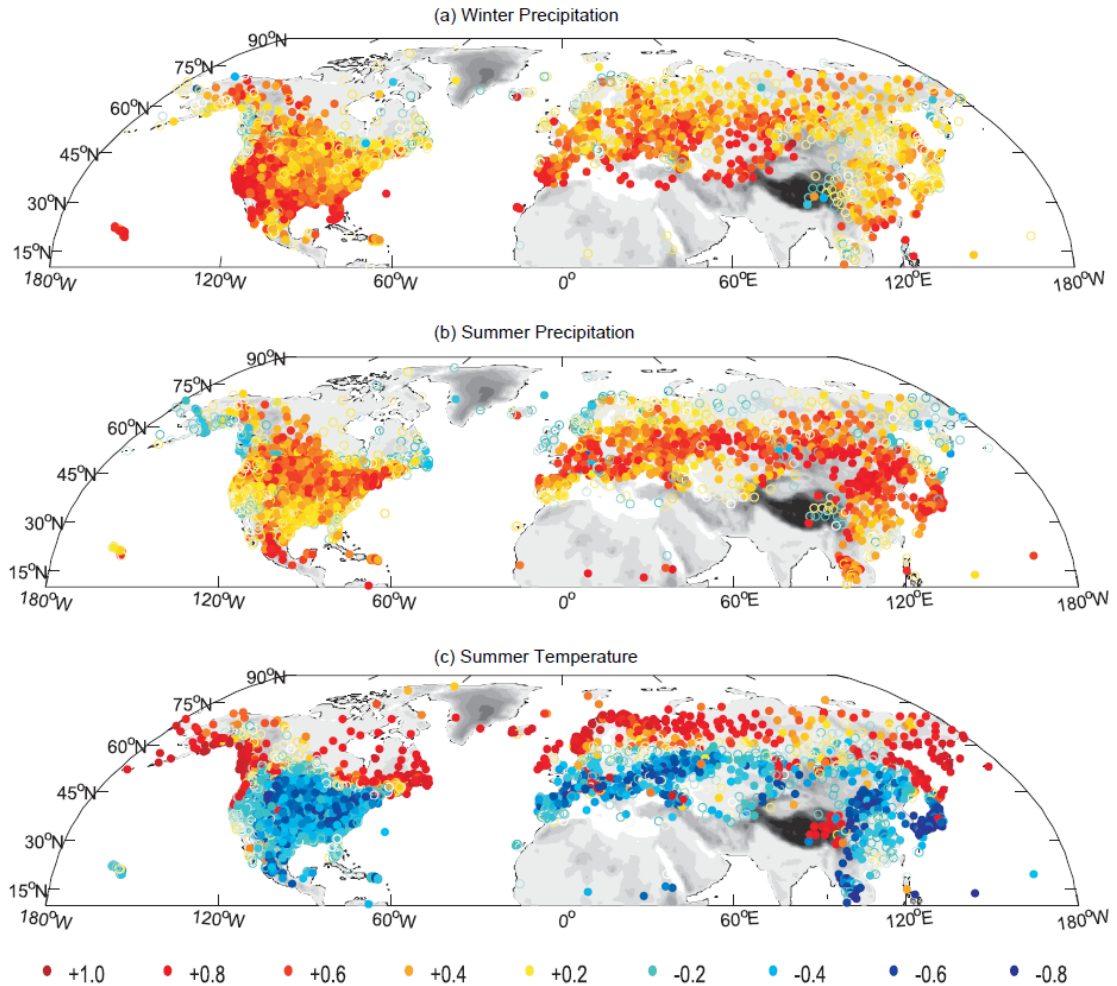 (a) Winter Precipitation
90°N
75°N
60°N
45°N
30°N
15°N
180°W 120°W 60°W 0° 60°E 120°E 180°W
(b) Summer Precipitation
90°N
75°N
60°N
45°N
30°N
15°N
180°W 120°W 60°W 0° 60°E 120°E 180°W
(c) Summer Temperature
90°N
75°N
60°N
45°N
30°N
15°N
180°W 120°W 60°W 0° 60°E 120°E 180°W
+1.0 +0.8 +0.6 +0.4 +0.2 -0.2 -0.4 -0.6 -0.8